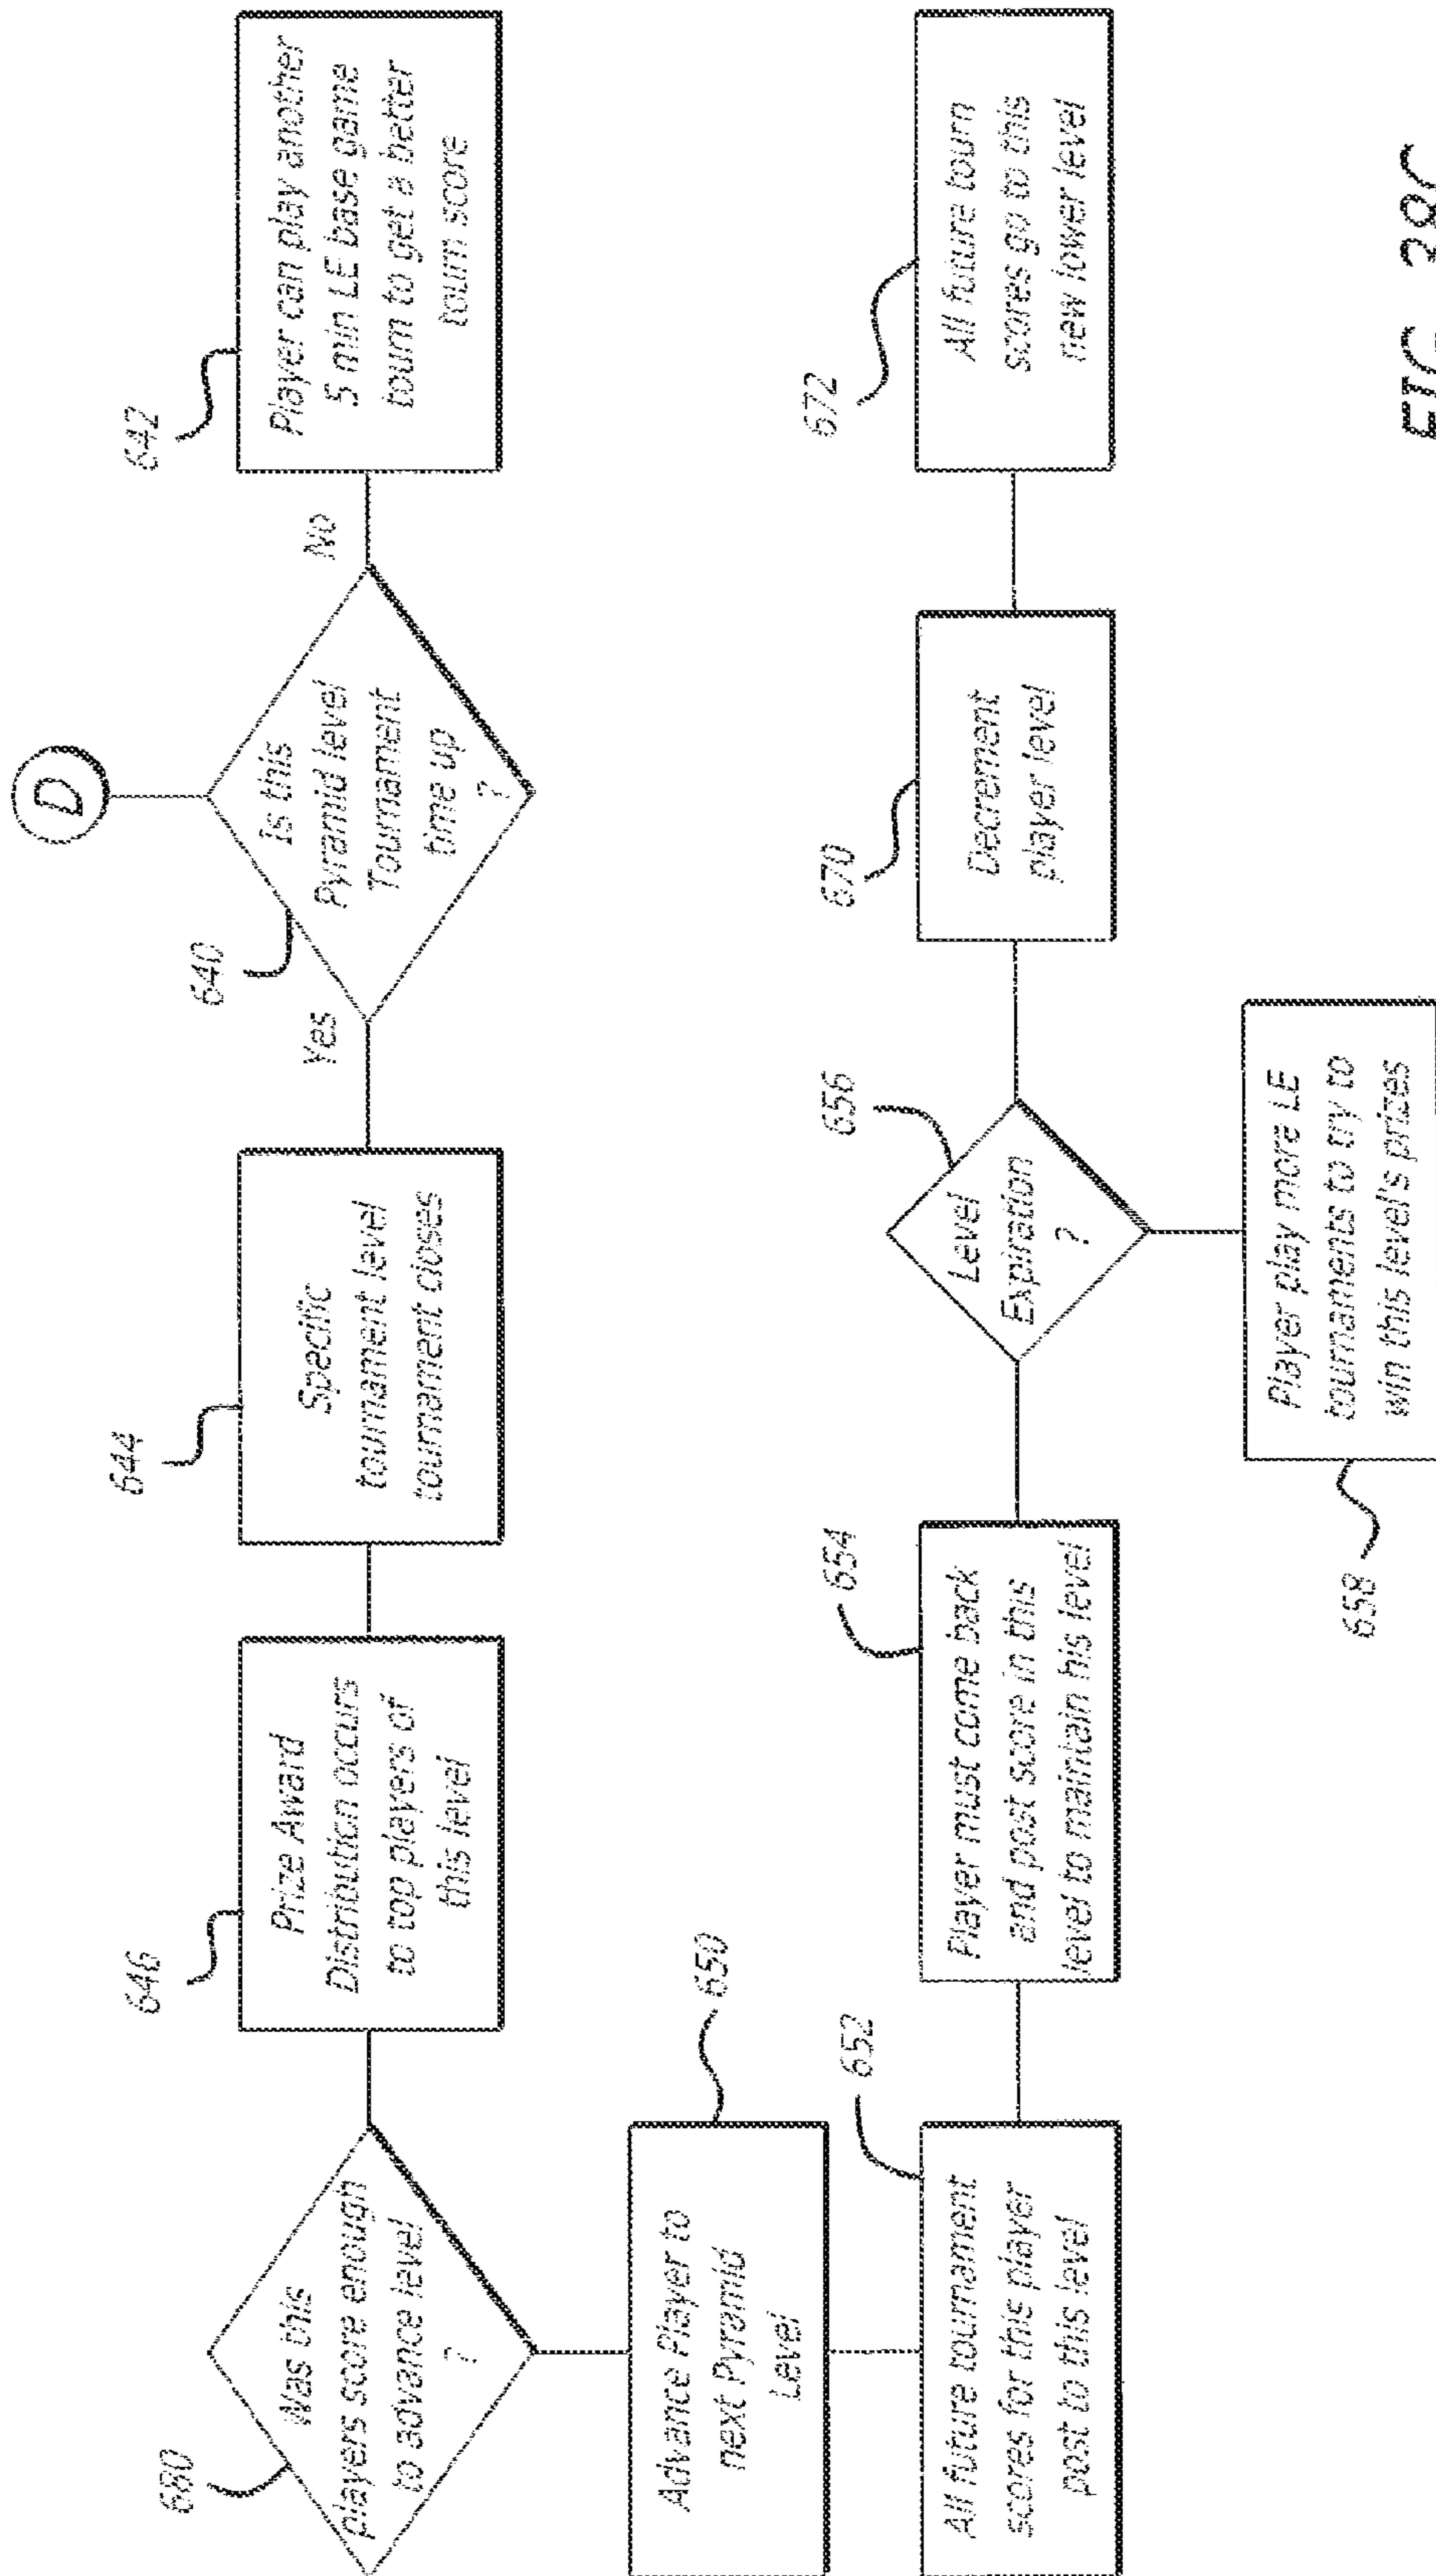 D
640
Is this
Pyramid level
Tournament
time up
?
No
642
Player can play another
5 min LE base game
tourn to get a better
tourn score
Yes
644
Specific
tournament level
tournament closes
646
Prize Award
Distribution occurs
to top players of
this level
680
Was this
players score enough
to advance level
?
650
Advance Player to
next Pyramid
Level
652
All future tournament
scores for this player
post to this level
654
Player must come back
and post score in this
level to maintain his level
656
Level
Expiration
?
658
Player play more LE
tournaments to try to
win this level's prizes
670
Decrement
player level
672
All future tourn
scores go to this
new lower level
FIG. 38C